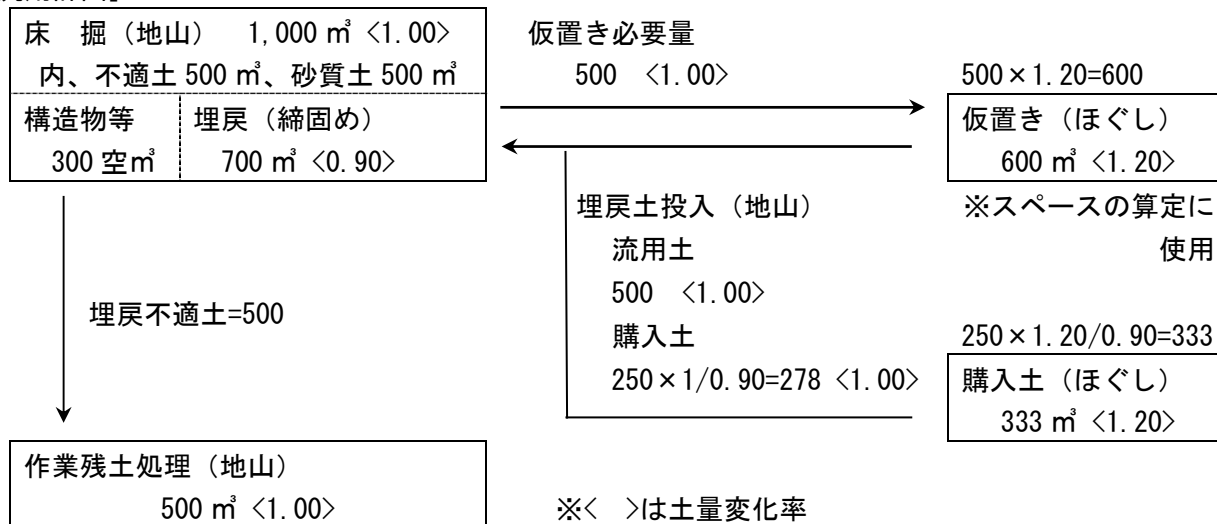 床　掘（地山）　1,000 ㎥ <1.00>
内、不適土 500 ㎥、砂質土 500 ㎥
構造物等
300 空㎥
埋戻（締固め）
700 ㎥ <0.90>
仮置き必要量
500　<1.00>
500×1.20=600
仮置き（ほぐし）
600 ㎥ <1.20>
※スペースの算定に
使用
埋戻土投入（地山）
流用土
500　<1.00>
購入土
250×1/0.90=278 <1.00>
250×1.20/0.90=333
購入土（ほぐし）
333 ㎥ <1.20>
埋戻不適土=500
作業残土処理（地山）
500 ㎥ <1.00>
※<　>は土量変化率